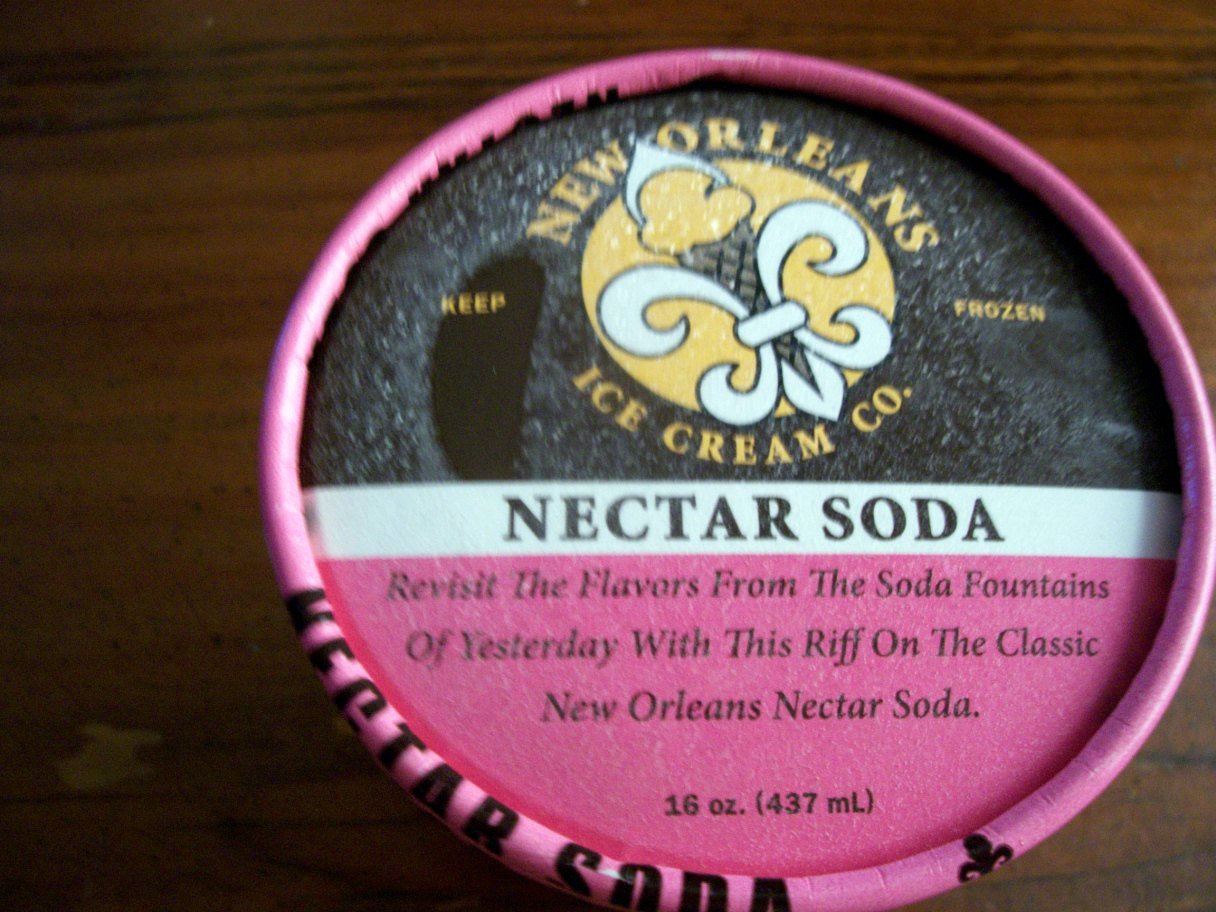 NEW ORLEANS
KEEP
FROZEN
ICE CREAM CO.
NECTAR SODA
Revisit The Flavors From The Soda Fountains
Of Yesterday With This Riff On The Classic
New Orleans Nectar Soda.
16 oz. (437 mL)
NECTAR SODA